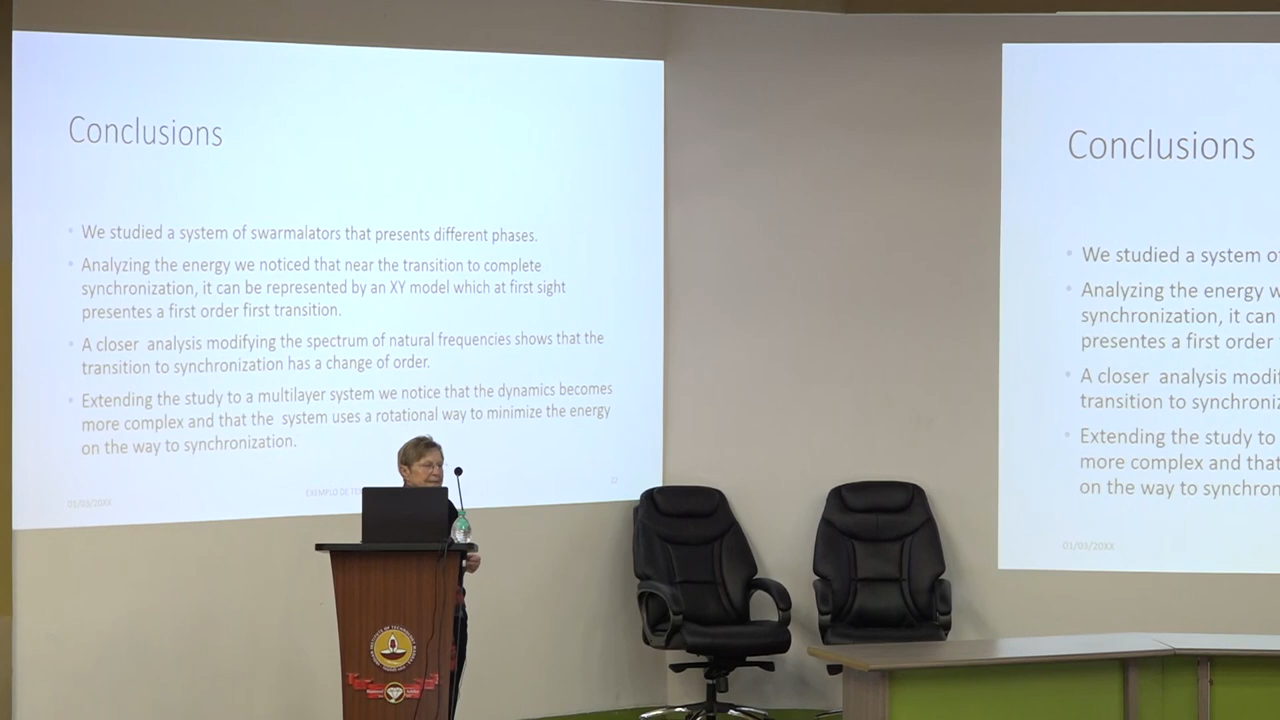 Conclusions
• We studied a system of swarmalators that presents different phases.
• Analyzing the energy we noticed that near the transition to complete
synchronization, it can be represented by an XY model which at first sight
presentes a first order first transition.
• A closer analysis modifying the spectrum of natural frequencies shows that the
transition to synchronization has a change of order.
• Extending the study to a multilayer system we notice that the dynamics becomes
more complex and that the system uses a rotational way to minimize the energy
on the way to synchronization.
01/03/20XX
EXEMPLO DE
22
Conclusions
• We studied a system
• Analyzing the energy
synchronization, it can
presentes a first order
• A closer analysis
transition to
• Extending the study to
more complex and that
on the way to
01/03/20XX